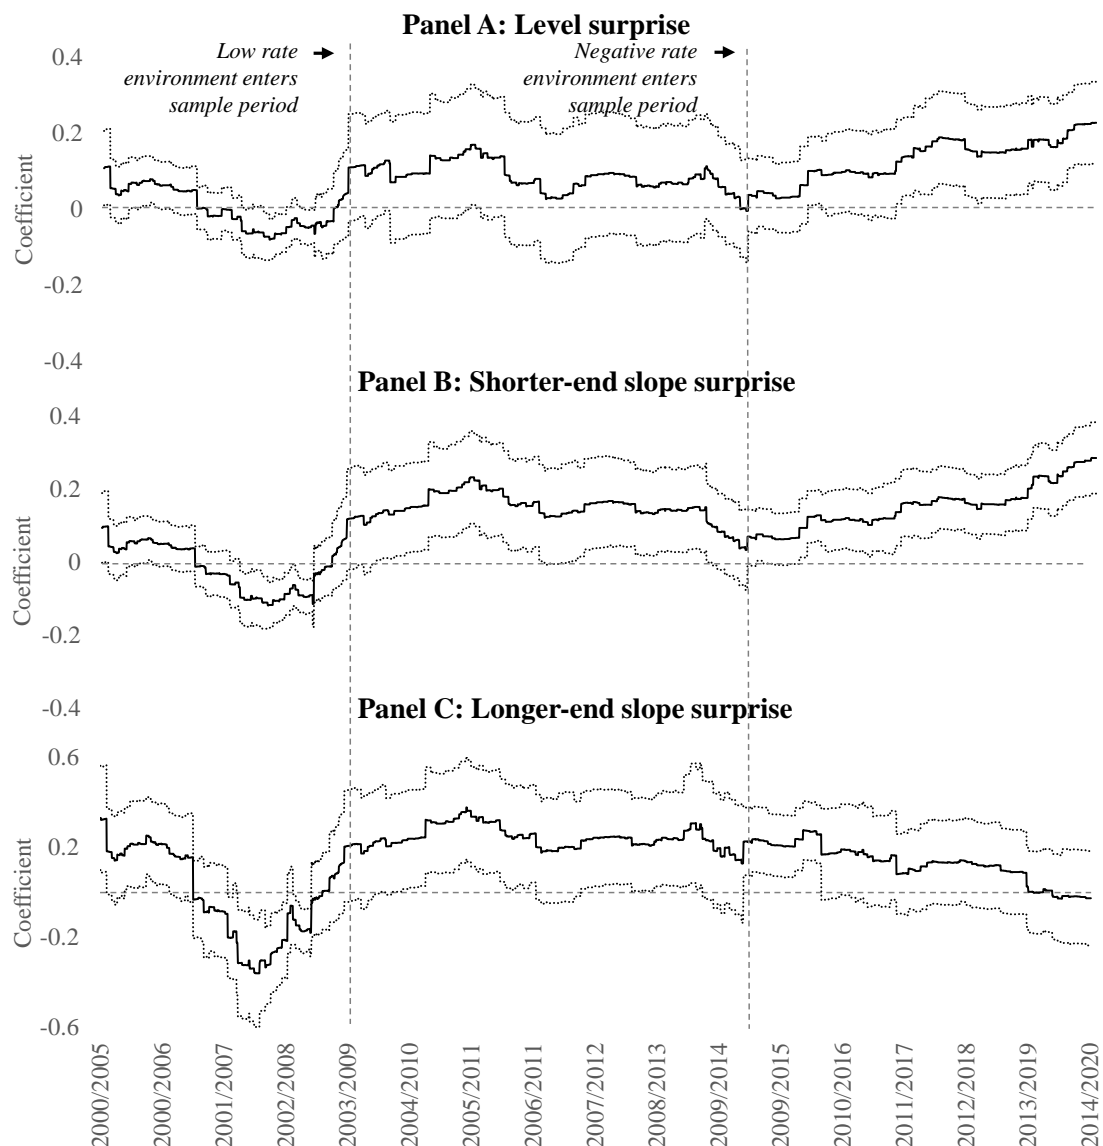 Panel A: Level surprise
Low rate
environment enters
sample period
Negative rate
environment enters
sample period
0.4
0.2
0
-0.2
-0.4
Coefficient
Panel B: Shorter-end slope surprise
0.4
0.2
0
-0.2
-0.4
Coefficient
Panel C: Longer-end slope surprise
0.6
0.2
-0.2
-0.6
Coefficient
2000/2005
2000/2006
2001/2007
2002/2008
2003/2009
2004/2010
2005/2011
2006/2011
2007/2012
2008/2013
2009/2014
2009/2015
2010/2016
2011/2017
2012/2018
2013/2019
2014/2020